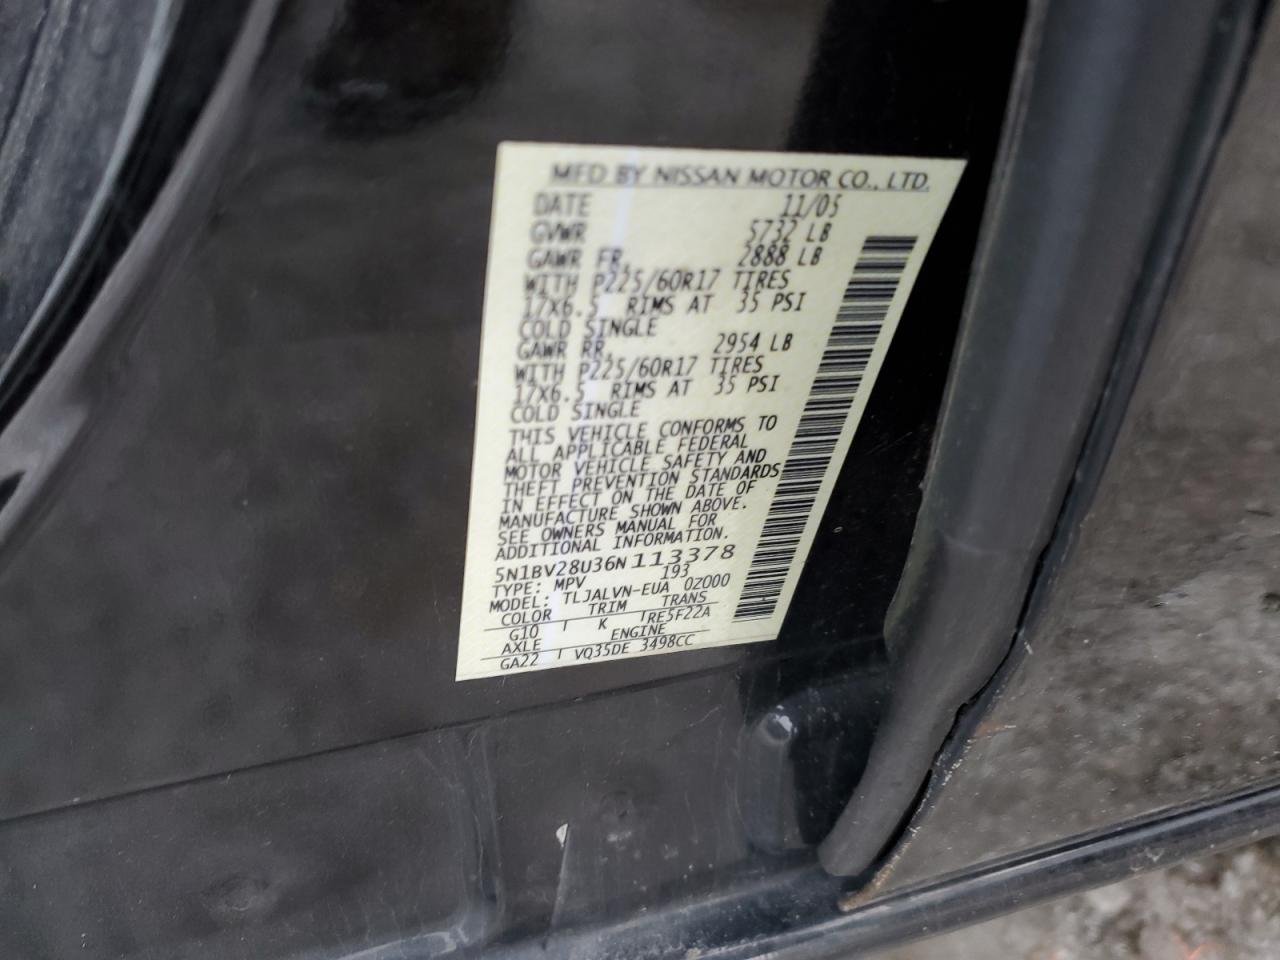 MFD BY NISSAN MOTOR CO., LTD.
DATE 11/05
GVWR 5732 LB
GAWR FR, 2888 LB
WITH P225/60R17 TIRES
17X6.5 RIMS AT 35 PSI
COLD SINGLE
GAWR RR, 2954 LB
WITH P225/60R17 TIRES
17X6.5 RIMS AT 35 PSI
COLD SINGLE
THIS VEHICLE CONFORMS TO
ALL APPLICABLE FEDERAL
MOTOR VEHICLE SAFETY AND
THEFT PREVENTION STANDARDS
IN EFFECT ON THE DATE OF
MANUFACTURE SHOWN ABOVE.
SEE OWNERS MANUAL FOR
ADDITIONAL INFORMATION.
5N1BV28U36N113378
TYPE: MPV 193
MODEL: TLJALVN-EUA 0Z000
COLOR TRIM TRANS
G10 K RE5F22A
AXLE ENGINE
GA22 VQ35DE 3498CC